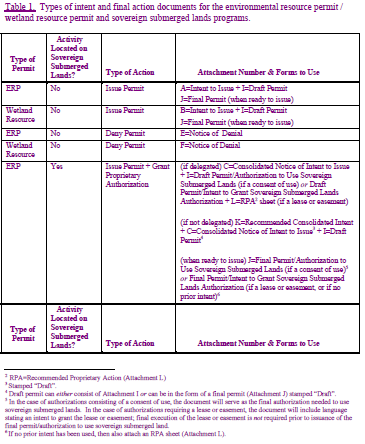 Table 1. Types of intent and final action documents for the environmental resource permit /
wetland resource permit and sovereign submerged lands programs.
Type of Permit
Activity Located on Sovereign Submerged Lands?
Type of Action
Attachment Number & Forms to Use
ERP
No
Issue Permit
A=Intent to Issue + I=Draft Permit
J=Final Permit (when ready to issue)
Wetland Resource
No
Issue Permit
B=Intent to Issue + I=Draft Permit
J=Final Permit (when ready to issue)
ERP
No
Deny Permit
E=Notice of Denial
Wetland Resource
No
Deny Permit
F=Notice of Denial
ERP
Yes
Issue Permit + Grant
Proprietary
Authorization
(if delegated) C=Consolidated Notice of Intent to Issue
+ I=Draft Permit/Authorization to Use Sovereign
Submerged Lands (if a consent of use) or Draft
Permit/Intent to Grant Sovereign Submerged Lands
Authorization + L=RPA² sheet (if a lease or easement)
(if not delegated) K=Recommended Consolidated Intent
+ C=Consolidated Notice of Intent to Issue³ + I=Draft
Permit⁴
(when ready to issue) J=Final Permit/Authorization to
Use Sovereign Submerged Lands (if a consent of use)⁵
or Final Permit/Intent to Grant Sovereign Submerged
Lands Authorization (if a lease or easement, or if no
prior intent)⁶
Type of Permit
Activity Located on Sovereign Submerged Lands?
Type of Action
Attachment Number & Forms to Use
² RPA=Recommended Proprietary Action (Attachment L)
³ Stamped "Draft".
⁴ Draft permit can either consist of Attachment I or can be in the form of a final permit (Attachment J) stamped "Draft".
⁵ In the case of authorizations consisting of a consent of use, the document will serve as the final authorization needed to use
sovereign submerged lands. In the case of authorizations requiring a lease or easement, the document will include language
stating an intent to grant the lease or easement; final execution of the lease or easement is not required prior to issuance of the
final permit/authorization to use sovereign submerged land.
⁶ If no prior intent has been used, then also attach an RPA sheet (Attachment L).